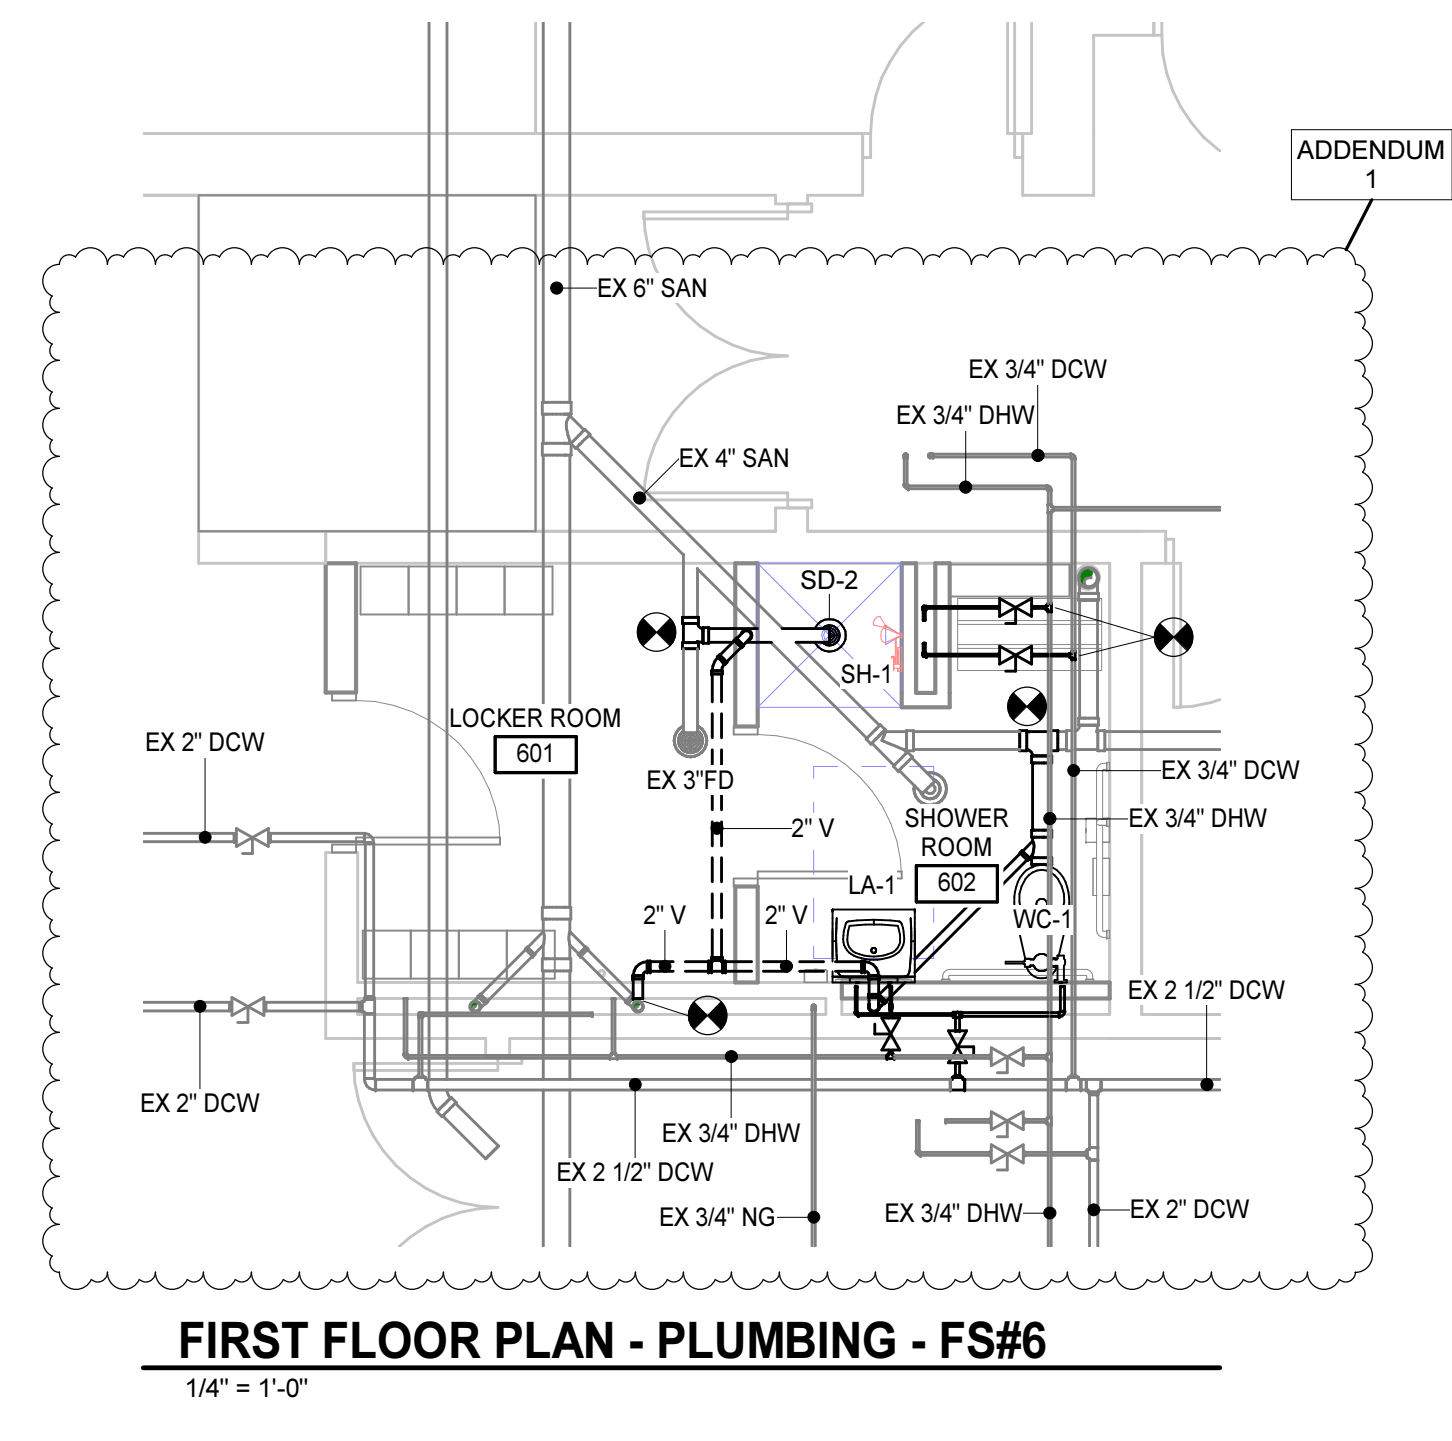 ADDENDUM
1
EX 6" SAN
EX 3/4" DCW
EX 3/4" DHW
EX 4" SAN
SD-2
SH-1
LOCKER ROOM
601
EX 2" DCW
EX 3"FD
EX 3/4" DCW
EX 3/4" DHW
SHOWER
ROOM
602
2" V
LA-1
WC-1
2" V
2" V
EX 2 1/2" DCW
EX 2" DCW
EX 3/4" DHW
EX 2 1/2" DCW
EX 3/4" NG
EX 3/4" DHW
EX 2" DCW
FIRST FLOOR PLAN - PLUMBING - FS#6
1/4" = 1'-0"